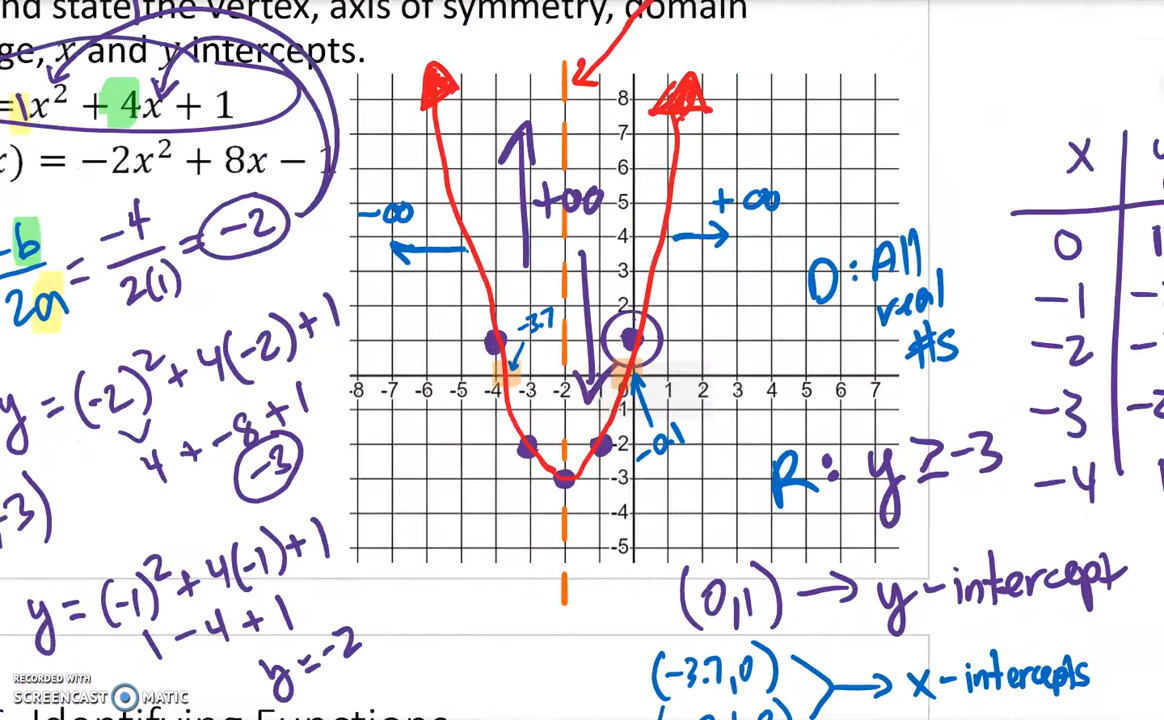 nd state the vertex, axis of symmetry, domain
ge, x and y intercepts.
= 1x² + 4x + 1
x) = −2x² + 8x − 1
-b/2a = -4/2(1) = -2
y = (-2)² + 4(-2) + 1
4 + -8 + 1
-3
-3)
y = (-1)² + 4(-1) + 1
1 - 4 + 1
y = -2
8
7
6
5
4
3
2
-8 -7 -6 -5 -4 -3 -2 0 1 2 3 4 5 6 7
-1
-2
-3
-4
-5
-∞
+∞
+∞
-3.7
-0.1
D: All
real
#s
R: y ≥ -3
x
0 1
-1 -
-2 -
-3 -2
-4 1
(0,1) → y-intercept
(-3.7,0) → x-intercepts
RECORDED WITH
SCREENCAST MATIC
Identifying Functions